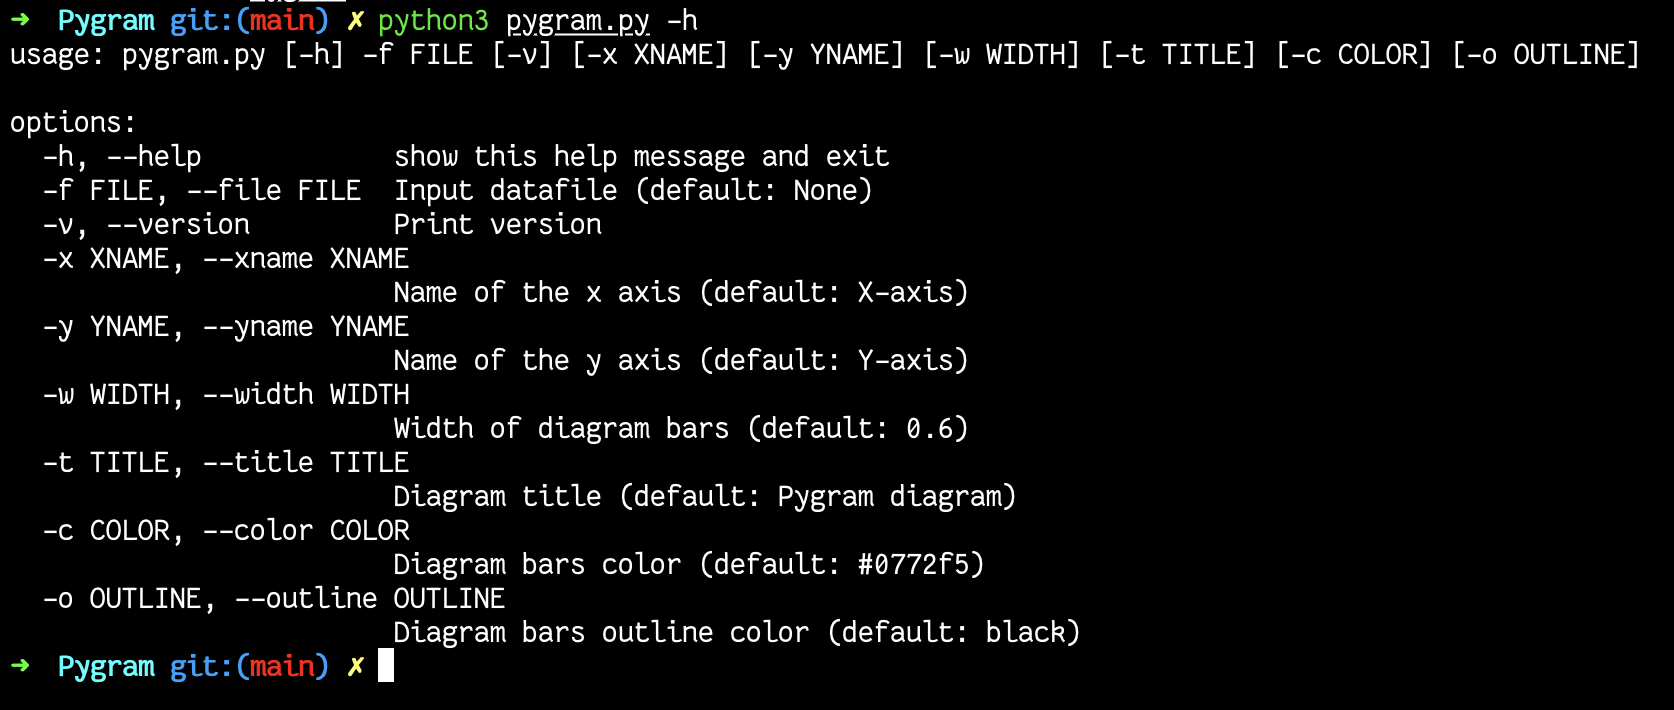 ➜  Pygram git:(main) ✗ python3 pygram.py -h
usage: pygram.py [-h] -f FILE [-v] [-x XNAME] [-y YNAME] [-w WIDTH] [-t TITLE] [-c COLOR] [-o OUTLINE]

options:
  -h, --help            show this help message and exit
  -f FILE, --file FILE  Input datafile (default: None)
  -v, --version         Print version
  -x XNAME, --xname XNAME
                        Name of the x axis (default: X-axis)
  -y YNAME, --yname YNAME
                        Name of the y axis (default: Y-axis)
  -w WIDTH, --width WIDTH
                        Width of diagram bars (default: 0.6)
  -t TITLE, --title TITLE
                        Diagram title (default: Pygram diagram)
  -c COLOR, --color COLOR
                        Diagram bars color (default: #0772f5)
  -o OUTLINE, --outline OUTLINE
                        Diagram bars outline color (default: black)
➜  Pygram git:(main) ✗